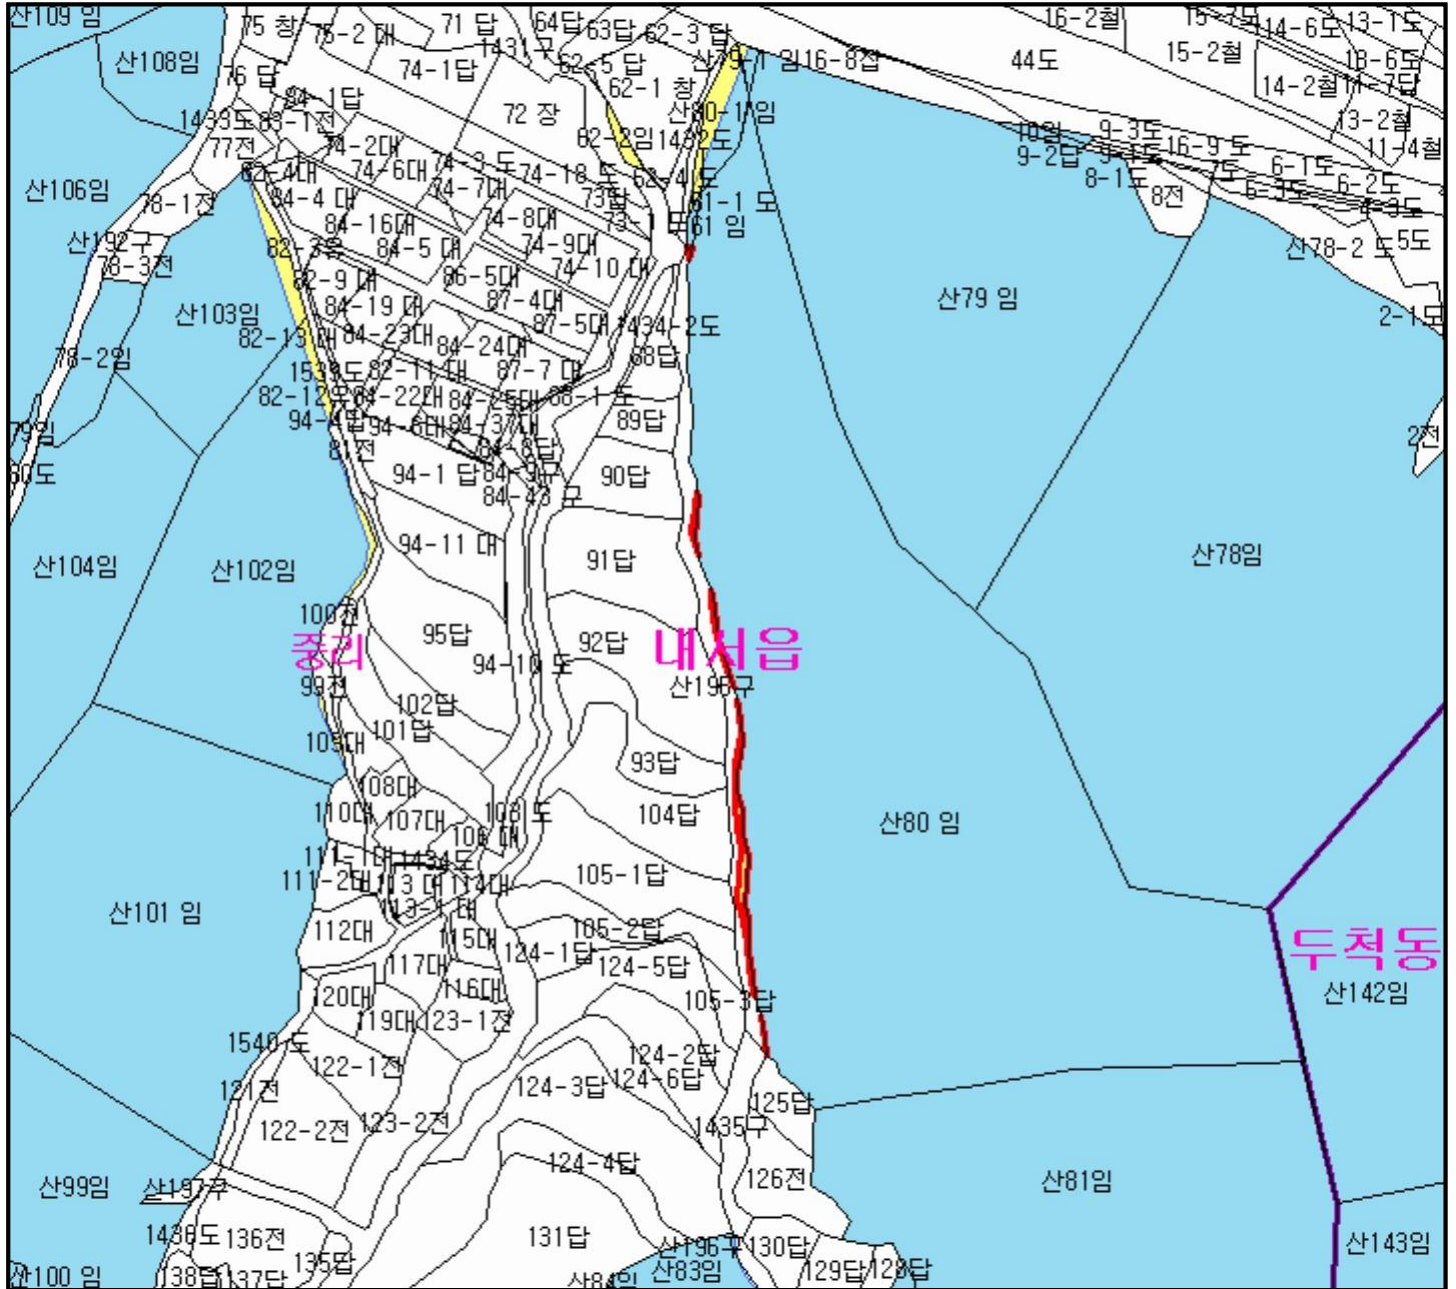 산109 임
75 창
75-2 대
71 답
64답
63답
62-3 답
16-2철
14-6도
13-1도
산108임
76 답
74-1답
1431구
62-5 답
62-1 창
산79-1 임
16-8잡
44도
15-2철
13-6도
14-2철
11-7답
84-1답
72 장
산80-1 임
13-2철
1433도
83-1전
77전
74-2대
62-2임
1432도
10임
9-3도
16-9 도
11-4철
82-4대
74-6대
74-3 도
74-18 도
62-4 도
9-2답
9-1도
7도
6-1도
산106임
84-4 대
74-7대
73답
61-1 도
8-1도
8전
6-3도
6-2도
4-3도
78-1전
84-16대
74-8대
73-1 도
61 임
산192구
82-3유
84-5 대
74-9대
산78-2 도
5도
78-3전
82-9 대
86-5대
74-10 대
산79 임
84-19 대
87-4대
산103임
82-13 대
84-23대
84-24대
87-5대
1434-2도
2-1도
78-2임
1539도
82-11 대
87-7 대
68답
82-12유
84-22대
84-25대
88-1 도
79임
94-4답
94-6대
84-37대
89답
2전
81전
84-8답
80도
94-1 답
84-9구
90답
84-43 구
94-11 대
91답
산78임
산104임
산102임
100전
중리
95답
92답
내서읍
94-10 도
99전
산195구
102답
101답
109대
93답
108대
110대
107대
103 도
104답
산80 임
106 대
111-1대
1434도
111-2대
113 대
114대
105-1답
산101 임
113-1 대
112대
115대
105-2답
124-1답
두척동
117대
124-5답
120대
116대
105-3답
산142임
119대
123-1전
1540 도
122-1전
124-2답
121전
124-3답
124-6답
125답
122-2전
123-2전
1435구
124-4답
126전
산99임
산197구
산81임
1436도
136전
131답
산196구
130답
산143임
135답
산100 임
138답
137답
산84임
산83임
129답
128답